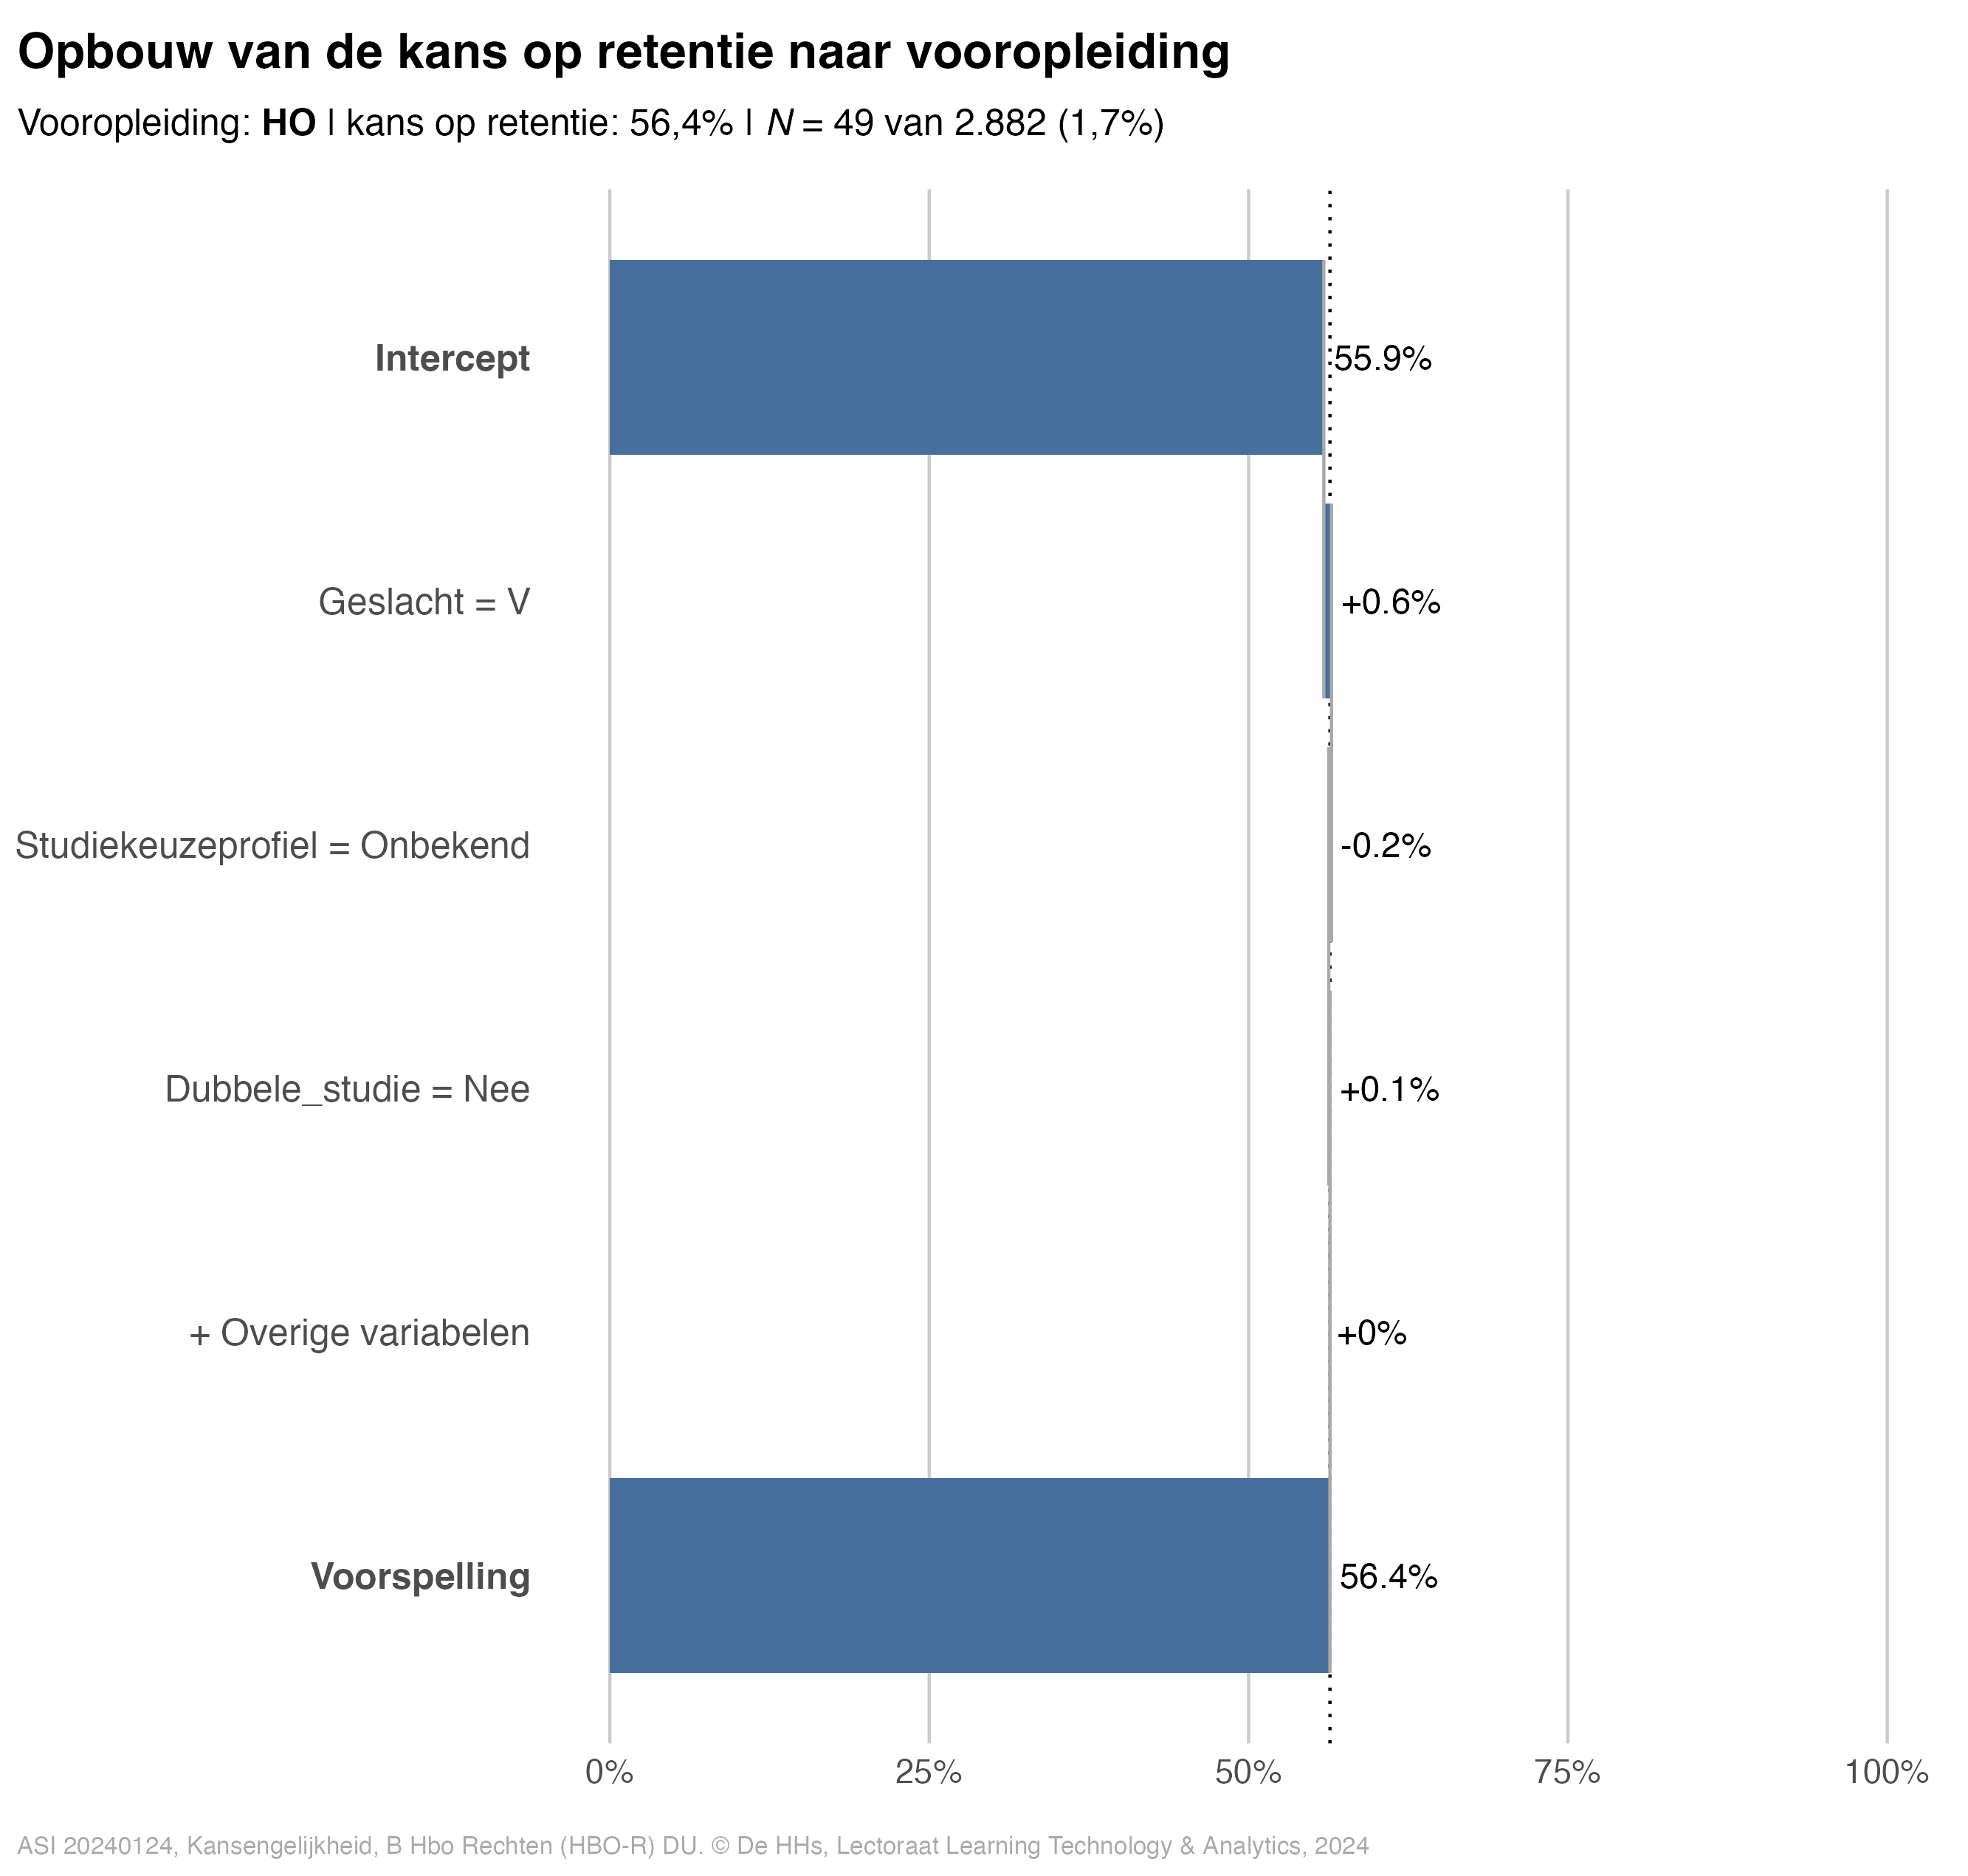 Opbouw van de kans op retentie naar vooropleiding
Vooropleiding: HO | kans op retentie: 56,4% | N = 49 van 2.882 (1,7%)
Intercept
55.9%
Geslacht = V
+0.6%
Studiekeuzeprofiel = Onbekend
-0.2%
Dubbele_studie = Nee
+0.1%
+ Overige variabelen
+0%
Voorspelling
56.4%
0% 25% 50% 75% 100%
ASI 20240124, Kansengelijkheid, B Hbo Rechten (HBO-R) DU. © De HHs, Lectoraat Learning Technology & Analytics, 2024